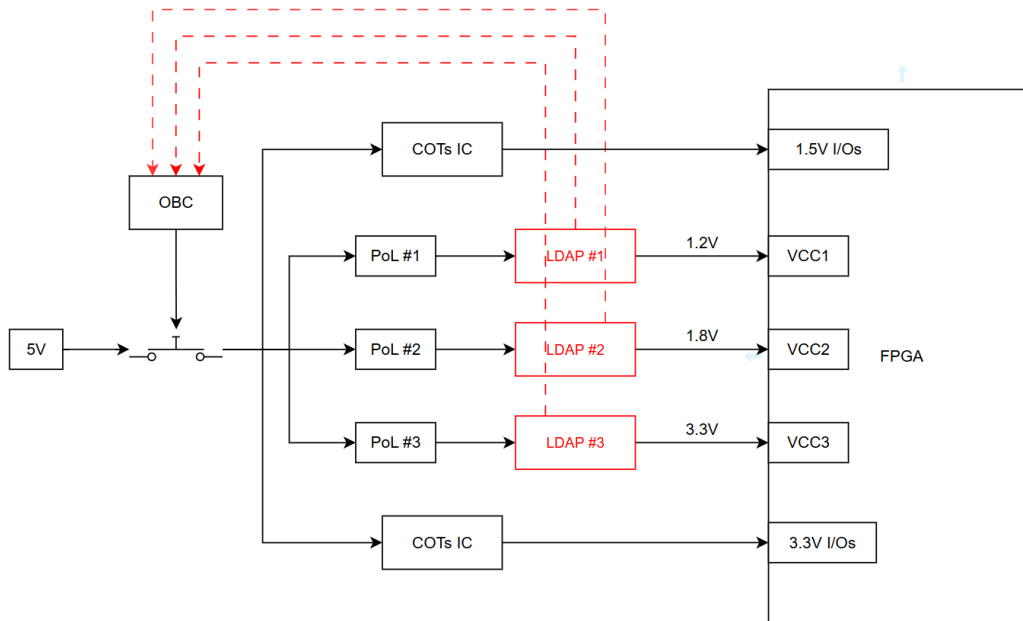 OBC
COTs IC
1.5V I/Os
PoL #1
LDAP #1
1.2V
VCC1
5V
PoL #2
LDAP #2
1.8V
VCC2
FPGA
PoL #3
LDAP #3
3.3V
VCC3
COTs IC
3.3V I/Os